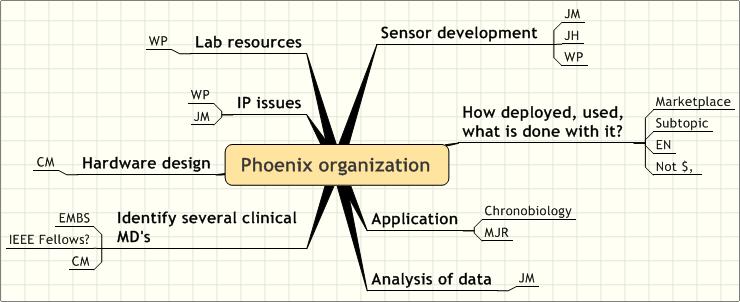 Phoenix organization
Sensor development
JM
JH
WP
How deployed, used,
what is done with it?
Marketplace
Subtopic
EN
Not $,
Application
Chronobiology
MJR
Analysis of data
JM
Lab resources
WP
IP issues
WP
JM
Hardware design
CM
Identify several clinical
MD's
EMBS
IEEE Fellows?
CM